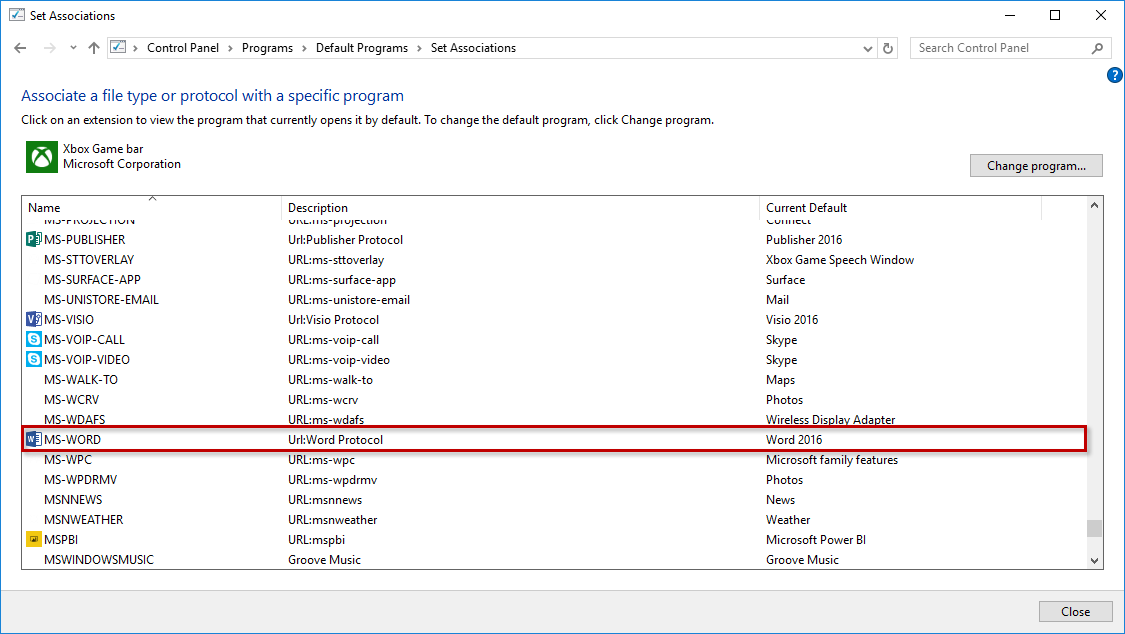 Set Associations
Control Panel > Programs > Default Programs > Set Associations
Search Control Panel
?
Associate a file type or protocol with a specific program
Click on an extension to view the program that currently opens it by default. To change the default program, click Change program.
Xbox Game bar
Microsoft Corporation
Change program...
Name Description Current Default
MS-PROJECTION URL:ms-projection Connect
MS-PUBLISHER Url:Publisher Protocol Publisher 2016
MS-STTOVERLAY URL:ms-sttoverlay Xbox Game Speech Window
MS-SURFACE-APP URL:ms-surface-app Surface
MS-UNISTORE-EMAIL URL:ms-unistore-email Mail
MS-VISIO Url:Visio Protocol Visio 2016
MS-VOIP-CALL URL:ms-voip-call Skype
MS-VOIP-VIDEO URL:ms-voip-video Skype
MS-WALK-TO URL:ms-walk-to Maps
MS-WCRV URL:ms-wcrv Photos
MS-WDAFS URL:ms-wdafs Wireless Display Adapter
MS-WORD Url:Word Protocol Word 2016
MS-WPC URL:ms-wpc Microsoft family features
MS-WPDRMV URL:ms-wpdrmv Photos
MSNNEWS URL:msnnews News
MSNWEATHER URL:msnweather Weather
MSPBI URL:mspbi Microsoft Power BI
MSWINDOWSMUSIC Groove Music Groove Music
Close